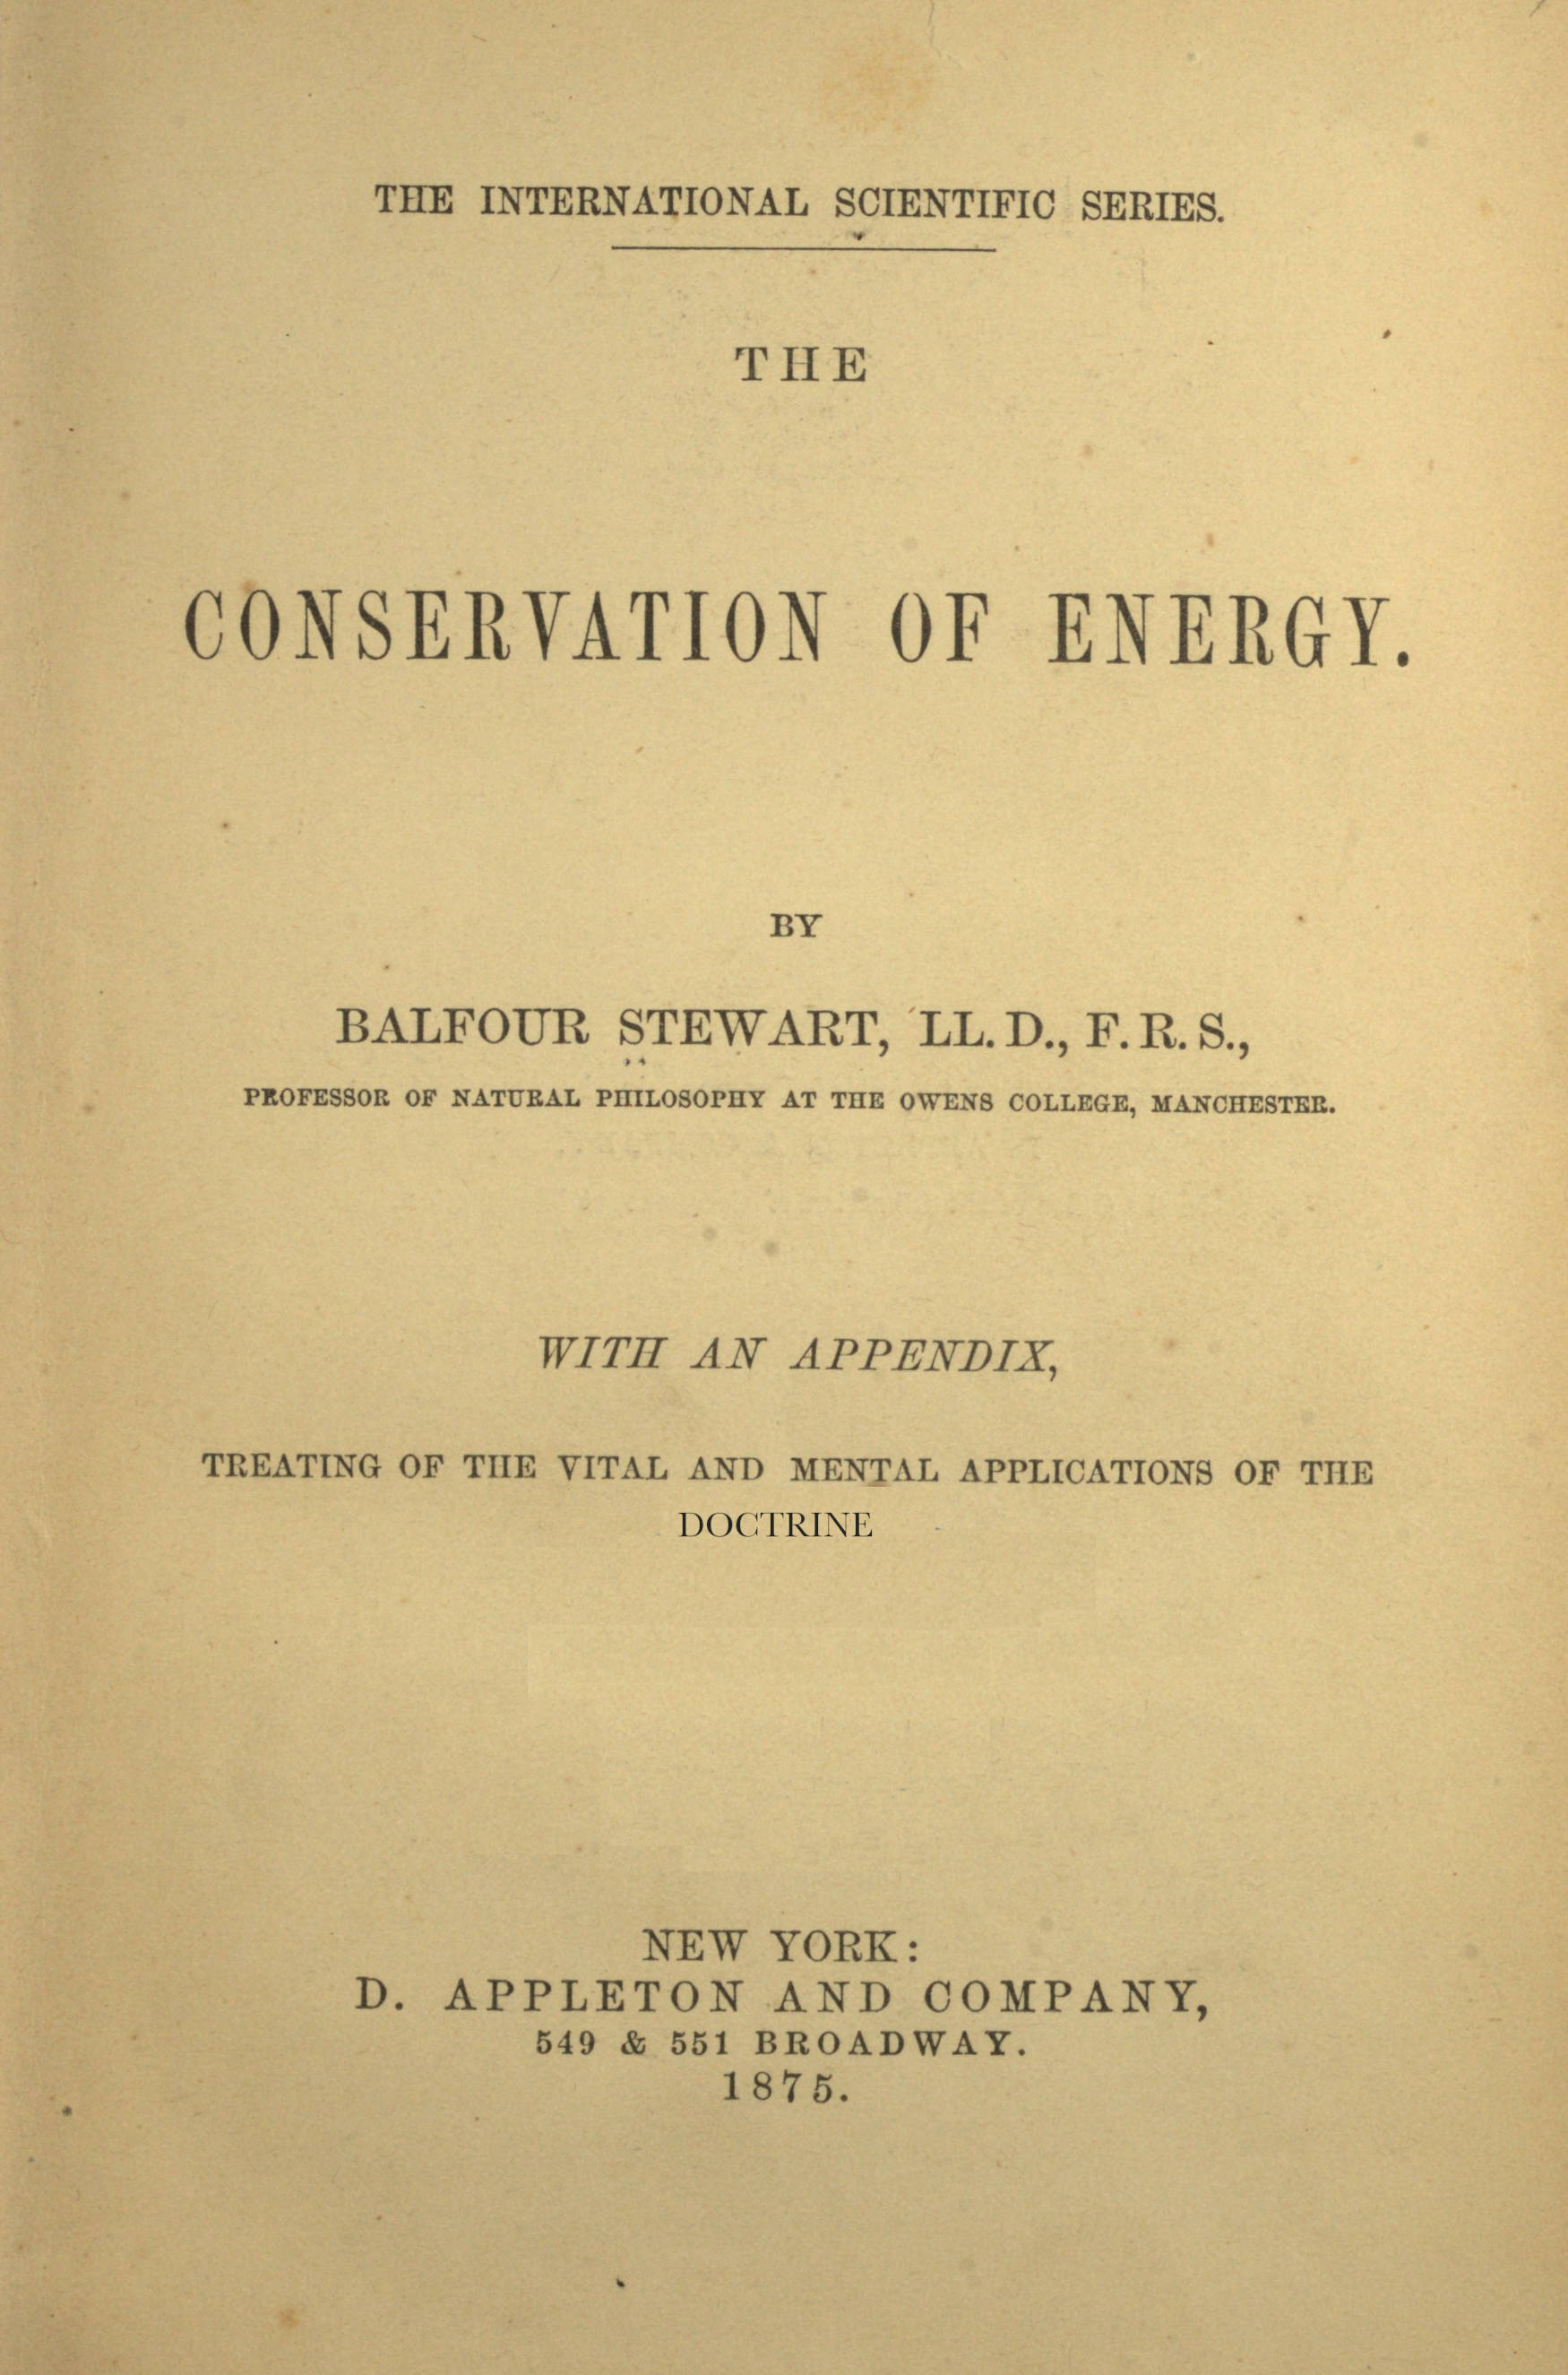 THE INTERNATIONAL SCIENTIFIC SERIES.
THE
CONSERVATION OF ENERGY.
BY
BALFOUR STEWART, LL. D., F. R. S.,
PROFESSOR OF NATURAL PHILOSOPHY AT THE OWENS COLLEGE, MANCHESTER.
WITH AN APPENDIX,
TREATING OF THE VITAL AND MENTAL APPLICATIONS OF THE
DOCTRINE
NEW YORK:
D. APPLETON AND COMPANY,
549 & 551 BROADWAY.
1875.